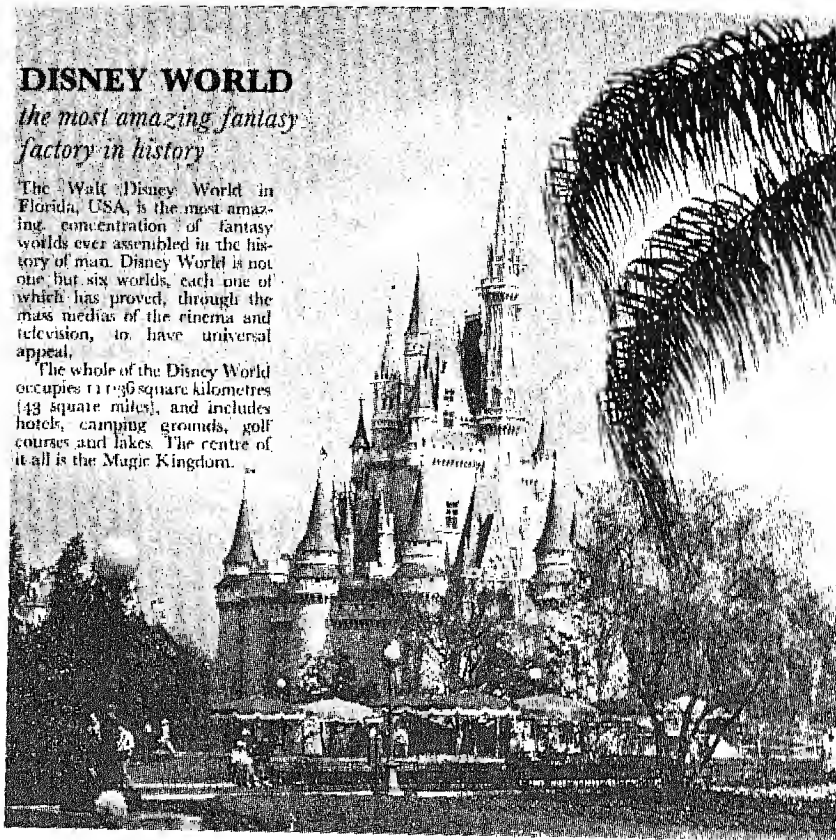 DISNEY WORLD
the most amazing fantasy
factory in history
The Walt Disney World in
Florida, USA, is the most amaz-
ing concentration of fantasy
worlds ever assembled in the his-
tory of man. Disney World is not
one but six worlds, each one of
which has proved, through the
mass medias of the cinema and
television, to have universal
appeal.
The whole of the Disney World
occupies square kilometres
(43 square miles), and includes
hotels, camping grounds, golf
courses and lakes. The centre of
it all is the Magic Kingdom.